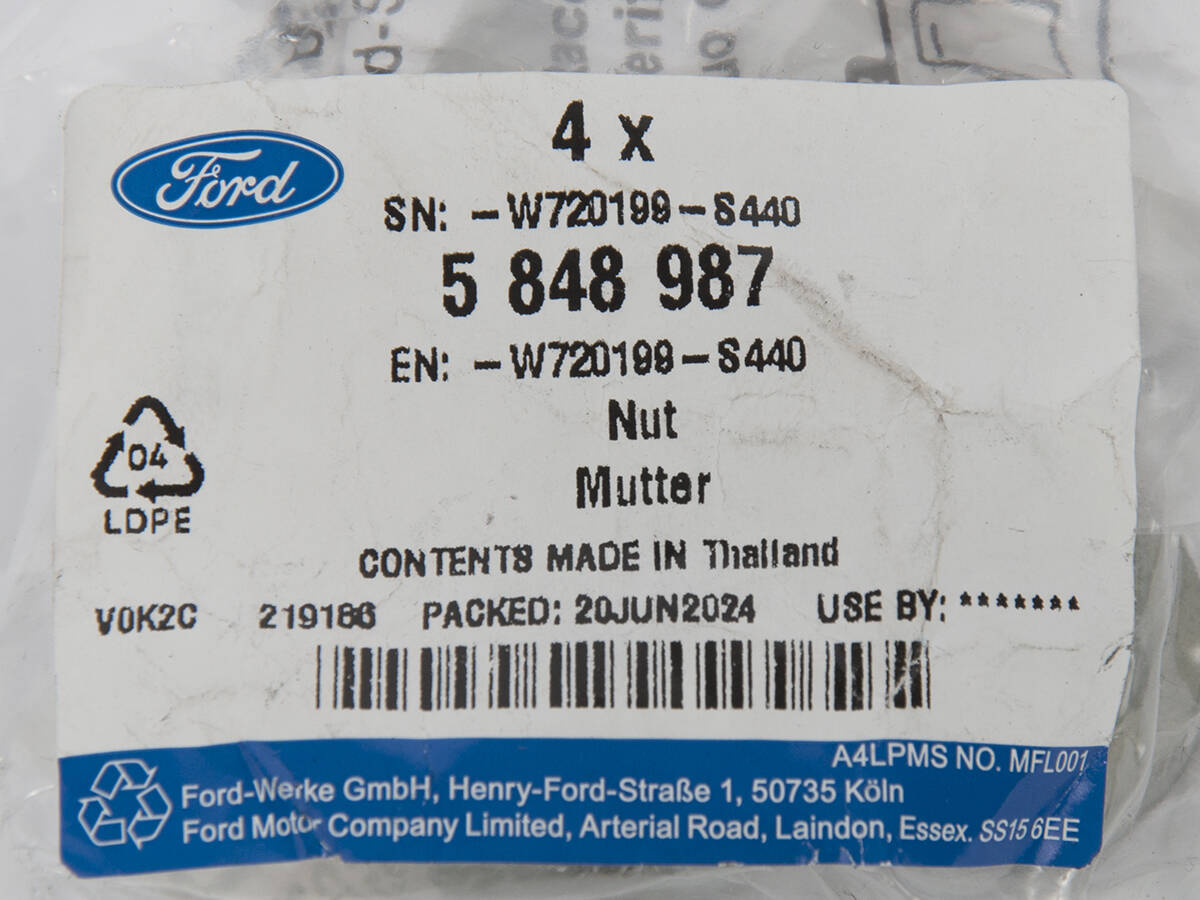 4 x
Ford
SN: -W720199-S440
5 848 987
EN: -W720199-S440
Nut
Mutter
04
LDPE
CONTENTS MADE IN Thailand
V0K2C 219186 PACKED: 20JUN2024 USE BY: *******
A4LPMS NO. MFL001
Ford-Werke GmbH, Henry-Ford-Straße 1, 50735 Köln
Ford Motor Company Limited, Arterial Road, Laindon, Essex. SS15 6EE